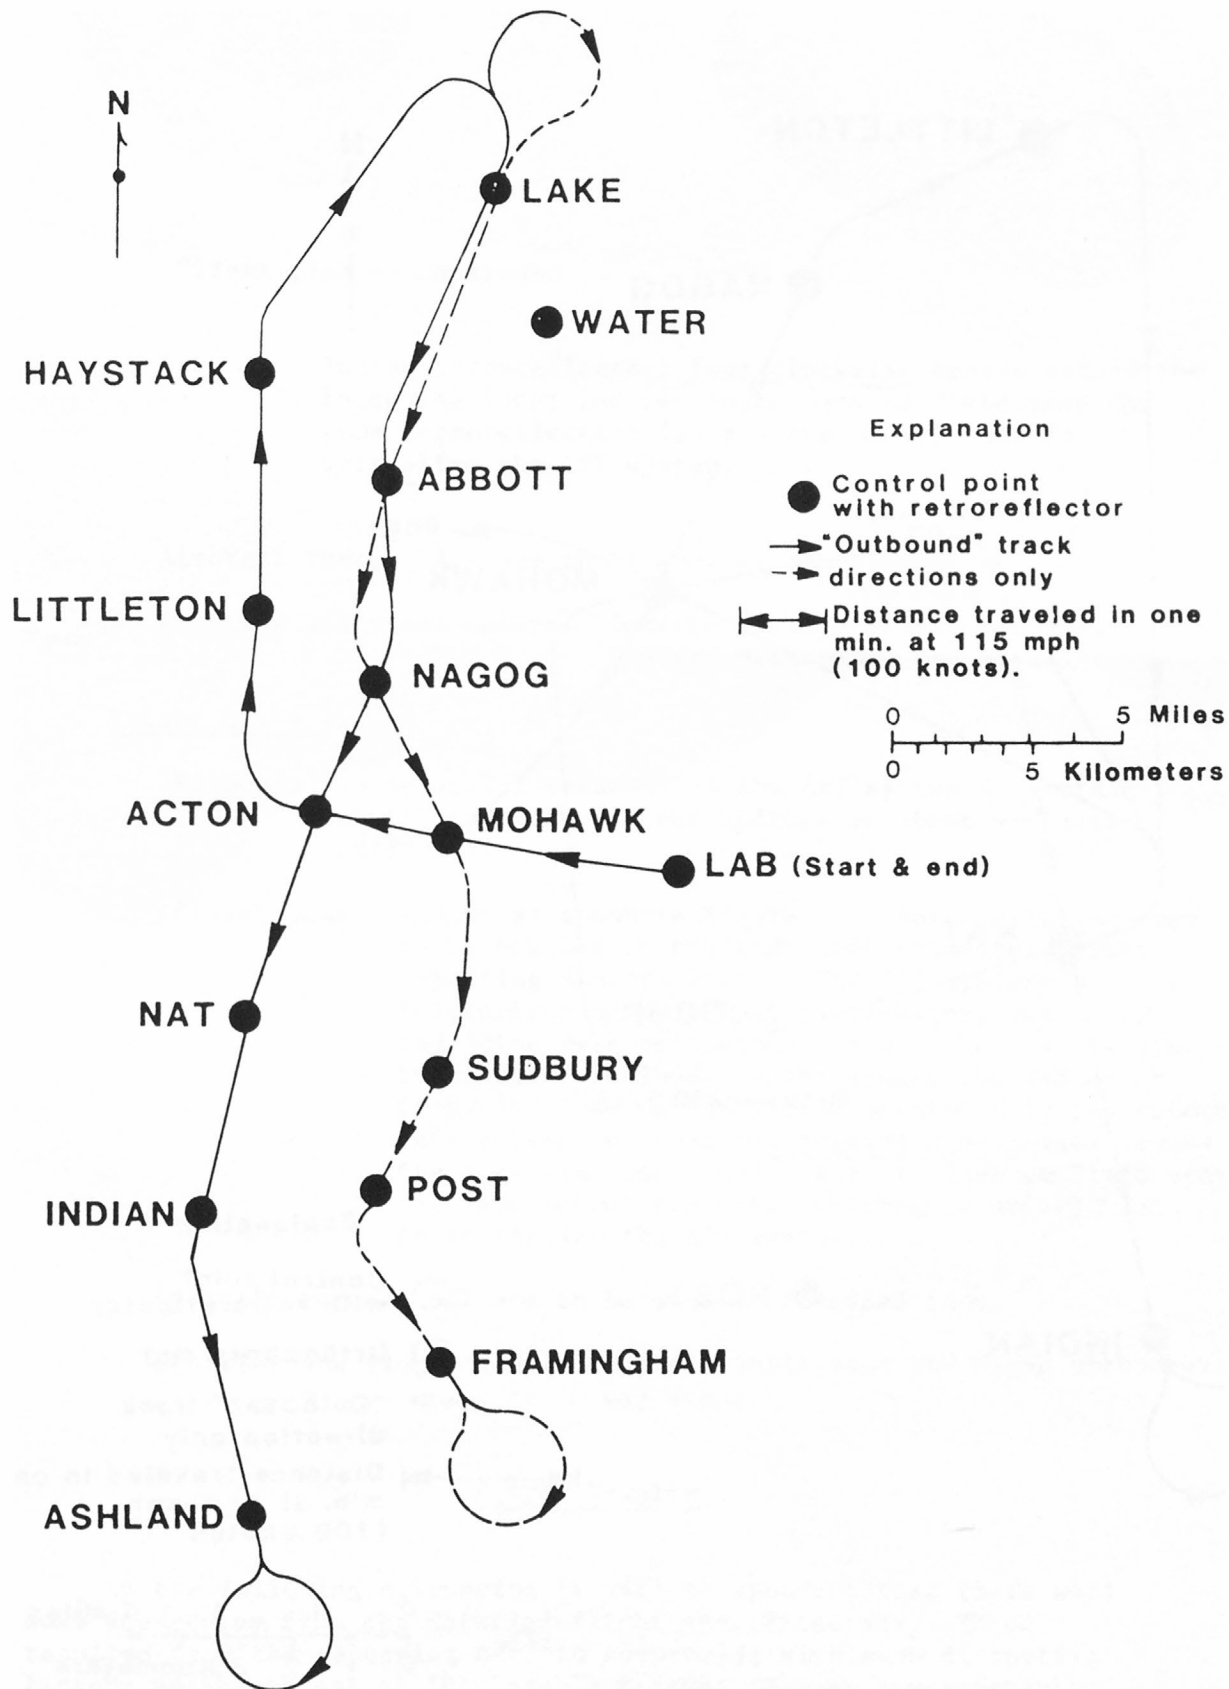 N
LAKE
WATER
HAYSTACK
Explanation
ABBOTT
Control point
with retroreflector
"Outbound" track
directions only
LITTLETON
Distance traveled in one
min. at 115 mph
(100 knots).
NAGOG
0 5 Miles
0 5 Kilometers
ACTON
MOHAWK
LAB (Start & end)
NAT
SUDBURY
POST
INDIAN
FRAMINGHAM
ASHLAND